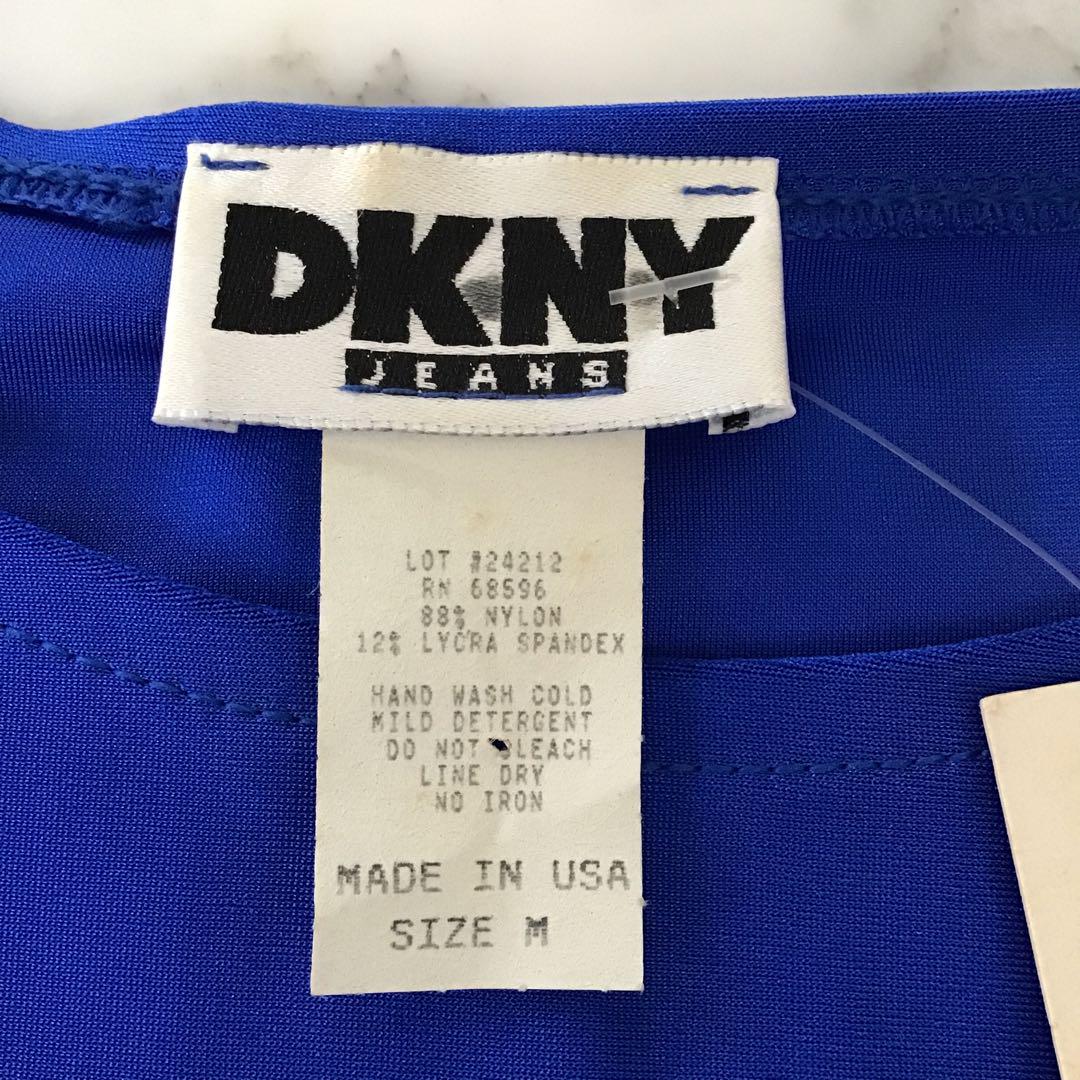 DKNY
JEANS
LOT #24212
RN 68596
88% NYLON
12% LYCRA SPANDEX
HAND WASH COLD
MILD DETERGENT
DO NOT BLEACH
LINE DRY
NO IRON
MADE IN USA
SIZE M